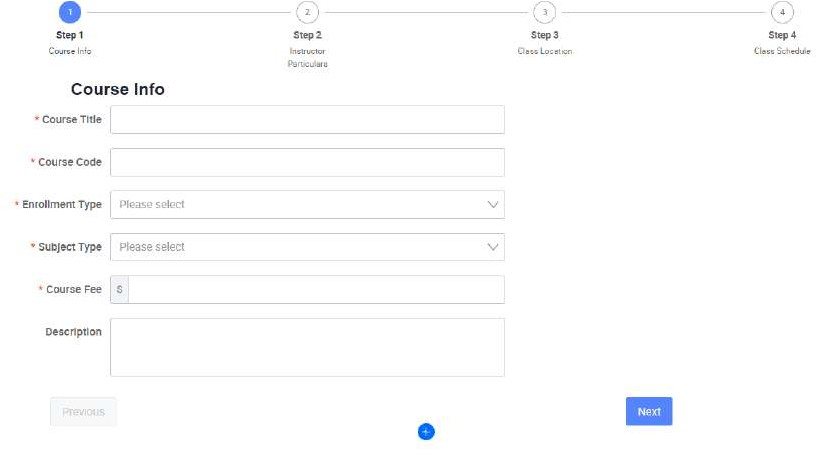 1 2 3 4
Step 1 Step 2 Step 3 Step 4
Course Info Instructor Particulars Class Location Class Schedule
Course Info
* Course Title
* Course Code
* Enrollment Type Please select
* Subject Type Please select
* Course Fee $
Description
Previous Next